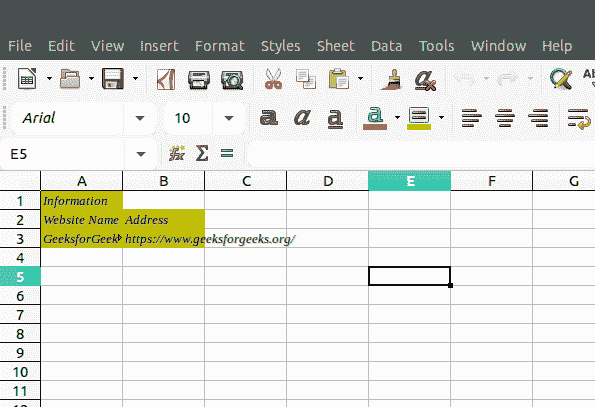 File Edit View Insert Format Styles Sheet Data Tools Window Help
a a a a
Arial 10
E5 fx Σ =
A B C D E F G
1 Information
2 Website Name Address
3 GeeksforGeek https://www.geeksforgeeks.org/
4
5
6
7
8
9
10
11